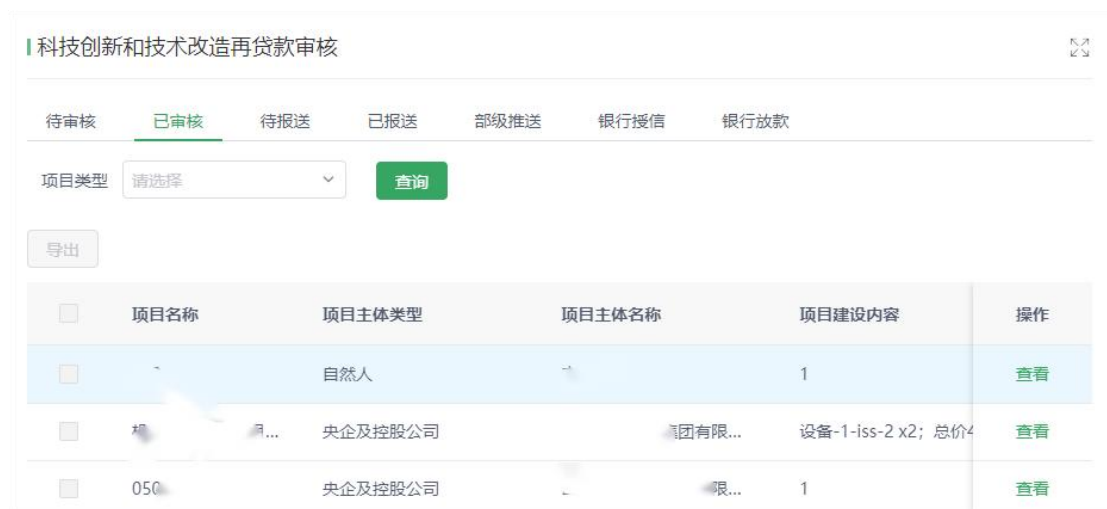 科技创新和技术改造再贷款审核
待审核 已审核 待报送 已报送 部级推送 银行授信 银行放款
项目类型 请选择 查询
导出
项目名称 项目主体类型 项目主体名称 项目建设内容 操作
自然人 1 查看
... 央企及控股公司 集团有限... 设备-1-iss-2 x2；总价4 查看
050 央企及控股公司 限... 1 查看